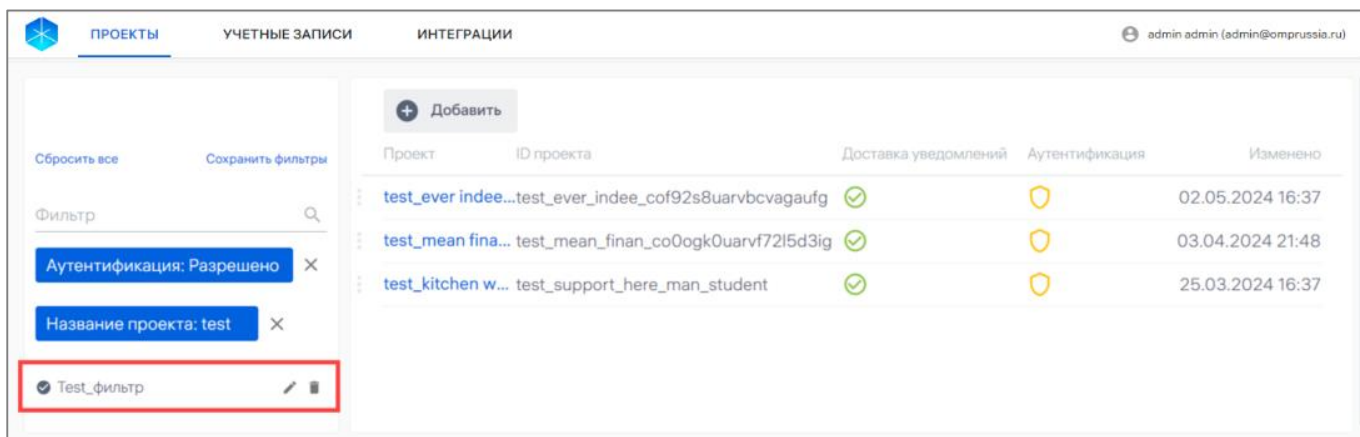 ПРОЕКТЫ УЧЕТНЫЕ ЗАПИСИ ИНТЕГРАЦИИ admin admin (admin@omprussia.ru)
Сбросить все Сохранить фильтры
Фильтр
Аутентификация: Разрешено
Название проекта: test
Test_фильтр
Добавить
Проект ID проекта Доставка уведомлений Аутентификация Изменено
test_ever indee... test_ever_indee_cof92s8uarvbcvagaufg 02.05.2024 16:37
test_mean fina... test_mean_finan_co0ogk0uarvf72l5d3ig 03.04.2024 21:48
test_kitchen w... test_support_here_man_student 25.03.2024 16:37